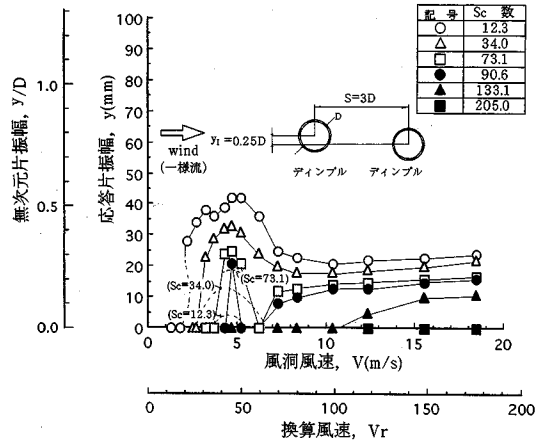 記 号 Sc 数
12.3
34.0
73.1
90.6
133.1
205.0
無次元片振幅, y/D
1.0
0.5
0.0
応答片振幅, y(mm)
100
90
80
70
60
50
40
30
20
10
0
S=3D
D
yI=0.25D
wind
(一様流)
ディンプル ディンプル
(Sc=34.0)
(Sc=73.1)
(Sc=12.3)
0 5 10 15 20
風洞風速, V(m/s)
0 50 100 150 200
換算風速, Vr